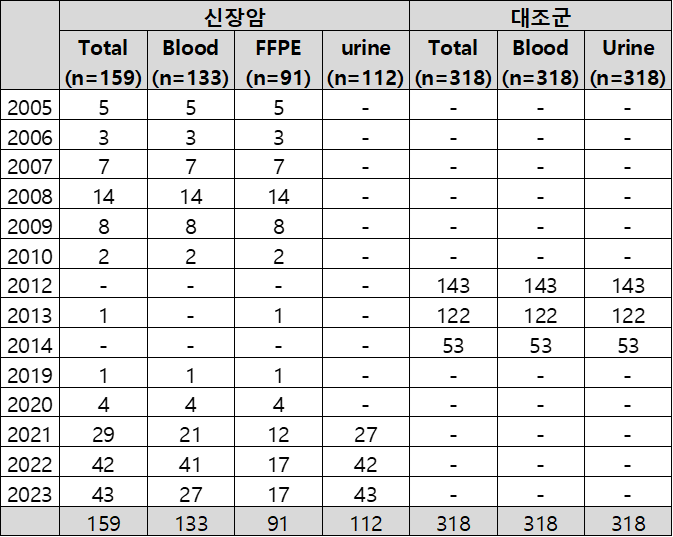 신장암 대조군
Total Blood FFPE urine Total Blood Urine
(n=159) (n=133) (n=91) (n=112) (n=318) (n=318) (n=318)
2005 5 5 5 - - - -
2006 3 3 3 - - - -
2007 7 7 7 - - - -
2008 14 14 14 - - - -
2009 8 8 8 - - - -
2010 2 2 2 - - - -
2012 - - - - 143 143 143
2013 1 - 1 - 122 122 122
2014 - - - - 53 53 53
2019 1 1 1 - - - -
2020 4 4 4 - - - -
2021 29 21 12 27 - - -
2022 42 41 17 42 - - -
2023 43 27 17 43 - - -
159 133 91 112 318 318 318